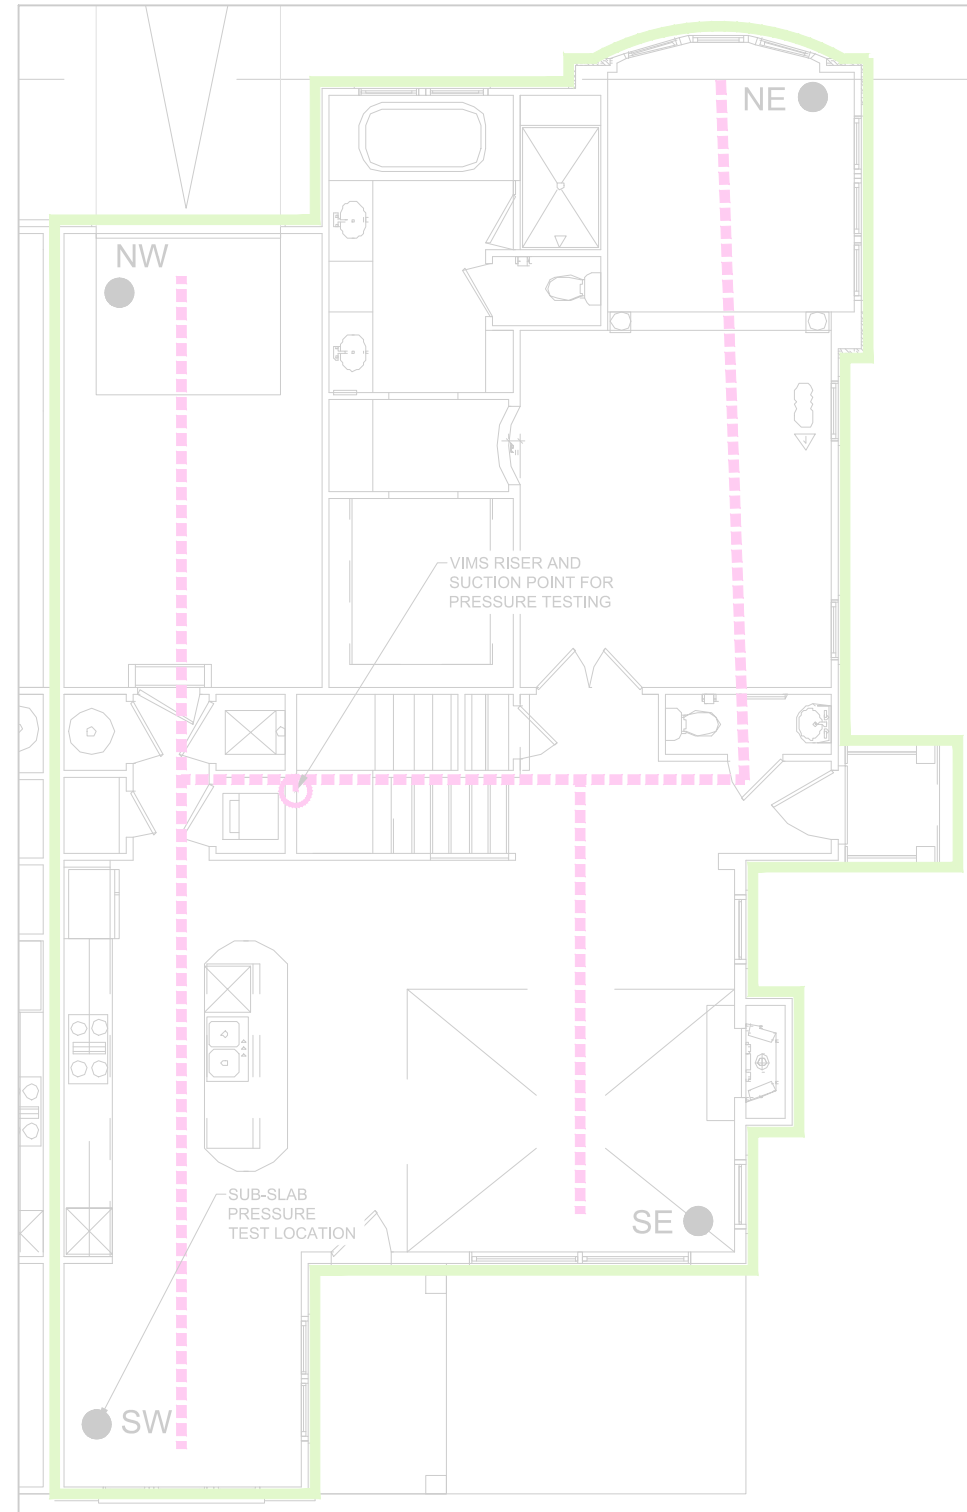 NE
NW
VIMS RISER AND
SUCTION POINT FOR
PRESSURE TESTING
SUB-SLAB
PRESSURE
TEST LOCATION
SE
SW